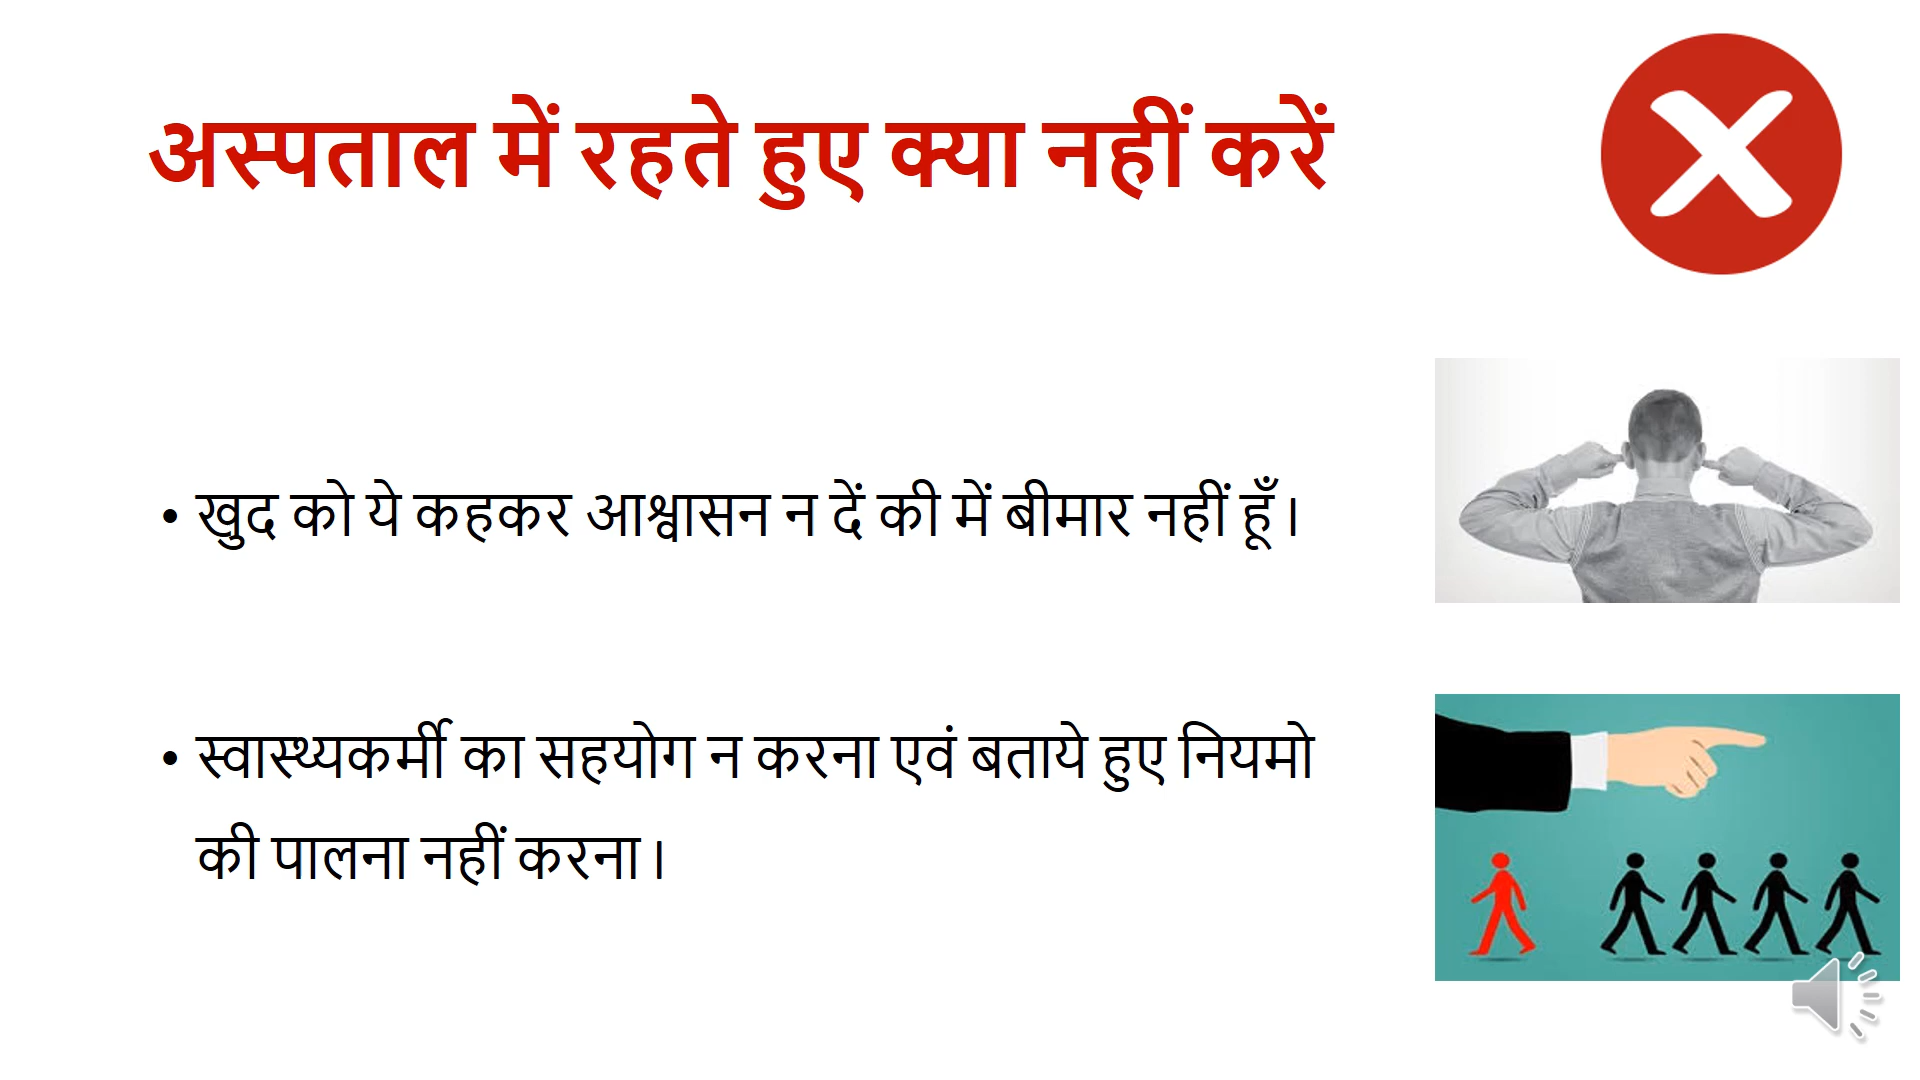 अस्पताल में रहते हुए क्या नहीं करें
• खुद को ये कहकर आश्वासन न दें की में बीमार नहीं हूँ।
• स्वास्थ्यकर्मी का सहयोग न करना एवं बताये हुए नियमो
की पालना नहीं करना।